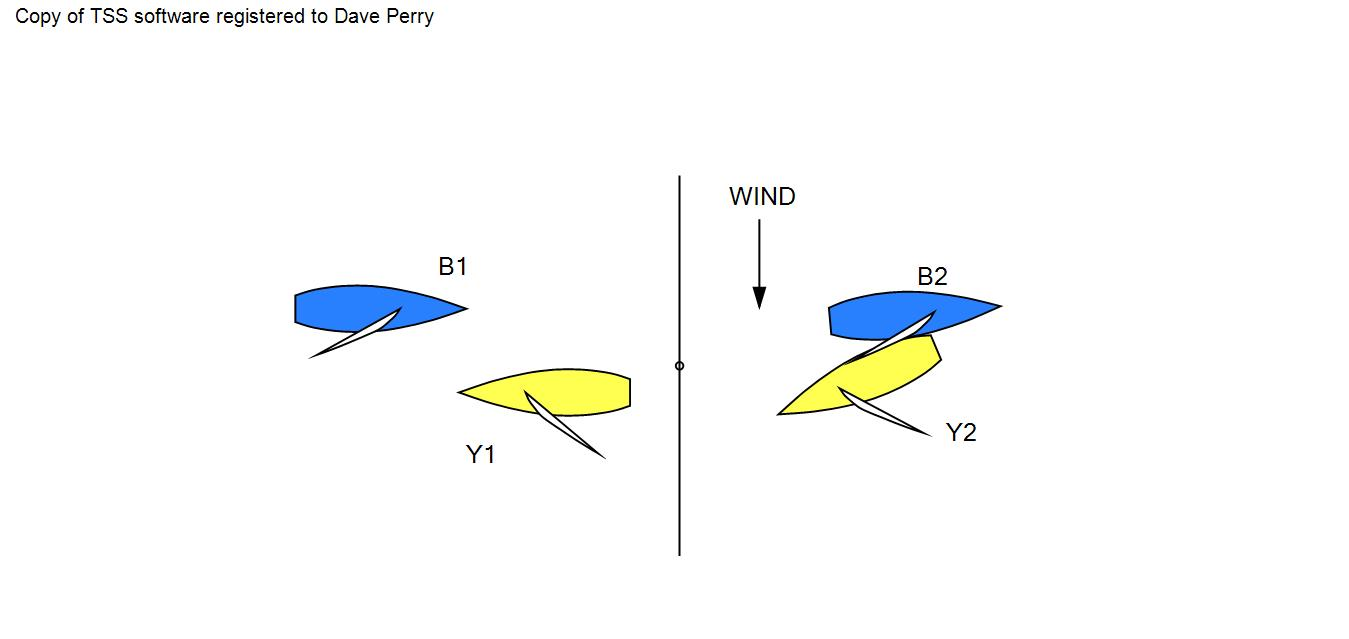 Copy of TSS software registered to Dave Perry
WIND
B1
B2
Y1
Y2